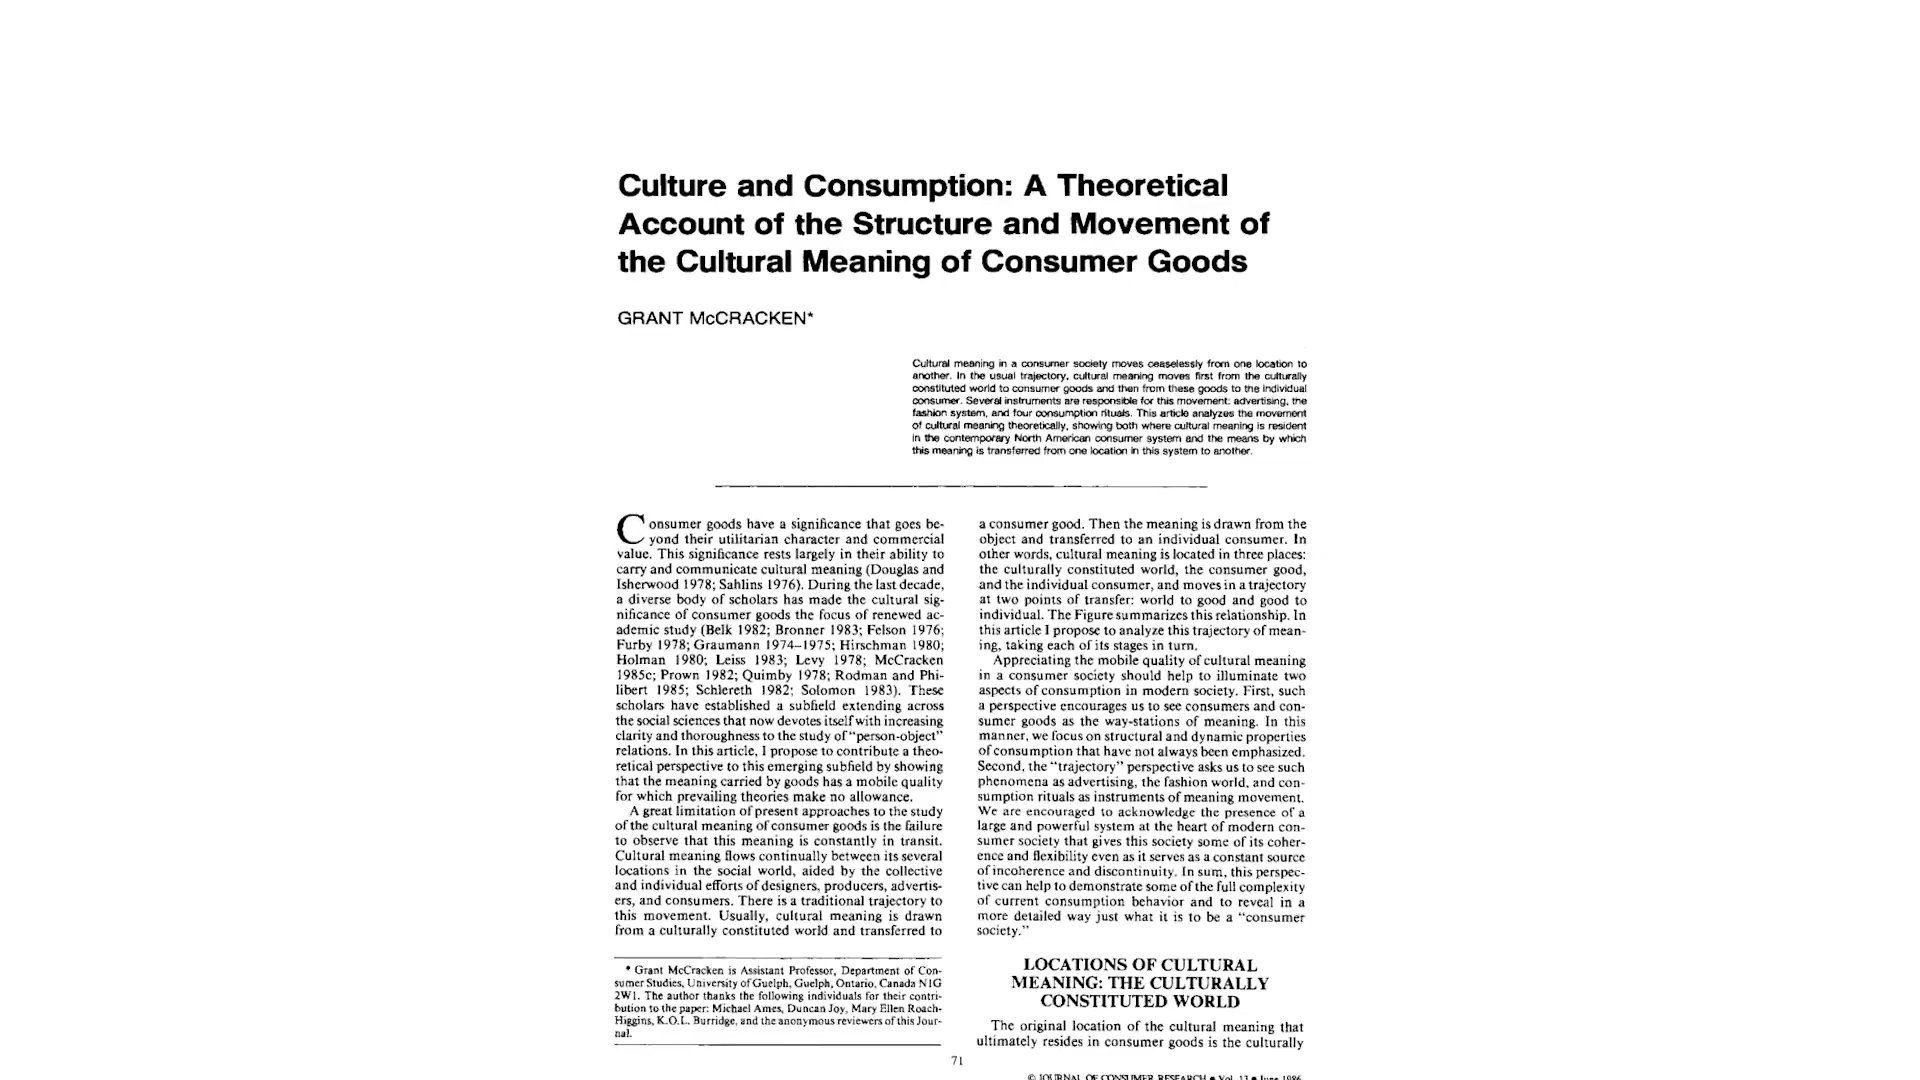 Culture and Consumption: A Theoretical
Account of the Structure and Movement of
the Cultural Meaning of Consumer Goods
GRANT McCRACKEN*
Cultural meaning in a consumer society moves ceaselessly from one location to
another. In the usual trajectory, cultural meaning moves first from the culturally
constituted world to consumer goods and then from these goods to the individual
consumer. Several instruments are responsible for this movement: advertising, the
fashion system, and four consumption rituals. This article analyzes the movement
of cultural meaning theoretically, showing both where cultural meaning is resident
in the contemporary North American consumer system and the means by which
this meaning is transferred from one location in this system to another.
Consumer goods have a significance that goes be-
yond their utilitarian character and commercial
value. This significance rests largely in their ability to
carry and communicate cultural meaning (Douglas and
Isherwood 1978; Sahlins 1976). During the last decade,
a diverse body of scholars has made the cultural sig-
nificance of consumer goods the focus of renewed ac-
ademic study (Belk 1982; Bronner 1983; Felson 1976;
Furby 1978; Graumann 1974–1975; Hirschman 1980;
Holman 1980; Leiss 1983; Levy 1978; McCracken
1985c; Prown 1982; Quimby 1978; Rodman and Phi-
libert 1985; Schlereth 1982; Solomon 1983). These
scholars have established a subfield extending across
the social sciences that now devotes itself with increasing
clarity and thoroughness to the study of "person-object"
relations. In this article, I propose to contribute a theo-
retical perspective to this emerging subfield by showing
that the meaning carried by goods has a mobile quality
for which prevailing theories make no allowance.
A great limitation of present approaches to the study
of the cultural meaning of consumer goods is the failure
to observe that this meaning is constantly in transit.
Cultural meaning flows continually between its several
locations in the social world, aided by the collective
and individual efforts of designers, producers, advertis-
ers, and consumers. There is a traditional trajectory to
this movement. Usually, cultural meaning is drawn
from a culturally constituted world and transferred to
* Grant McCracken is Assistant Professor, Department of Con-
sumer Studies, University of Guelph, Guelph, Ontario, Canada N1G
2W1. The author thanks the following individuals for their contri-
bution to the paper: Michael Ames, Duncan Joy, Mary Ellen Roach-
Higgins, K.O.L. Burridge, and the anonymous reviewers of this Jour-
nal.
a consumer good. Then the meaning is drawn from the
object and transferred to an individual consumer. In
other words, cultural meaning is located in three places:
the culturally constituted world, the consumer good,
and the individual consumer, and moves in a trajectory
at two points of transfer: world to good and good to
individual. The Figure summarizes this relationship. In
this article I propose to analyze this trajectory of mean-
ing, taking each of its stages in turn.
Appreciating the mobile quality of cultural meaning
in a consumer society should help to illuminate two
aspects of consumption in modern society. First, such
a perspective encourages us to see consumers and con-
sumer goods as the way-stations of meaning. In this
manner, we focus on structural and dynamic properties
of consumption that have not always been emphasized.
Second, the "trajectory" perspective asks us to see such
phenomena as advertising, the fashion world, and con-
sumption rituals as instruments of meaning movement.
We are encouraged to acknowledge the presence of a
large and powerful system at the heart of modern con-
sumer society that gives this society some of its coher-
ence and flexibility even as it serves as a constant source
of incoherence and discontinuity. In sum, this perspec-
tive can help to demonstrate some of the full complexity
of current consumption behavior and to reveal in a
more detailed way just what it is to be a "consumer
society."
LOCATIONS OF CULTURAL
MEANING: THE CULTURALLY
CONSTITUTED WORLD
The original location of the cultural meaning that
ultimately resides in consumer goods is the culturally
71
© JOURNAL OF CONSUMER RESEARCH ● Vol. 13 ● June 1986